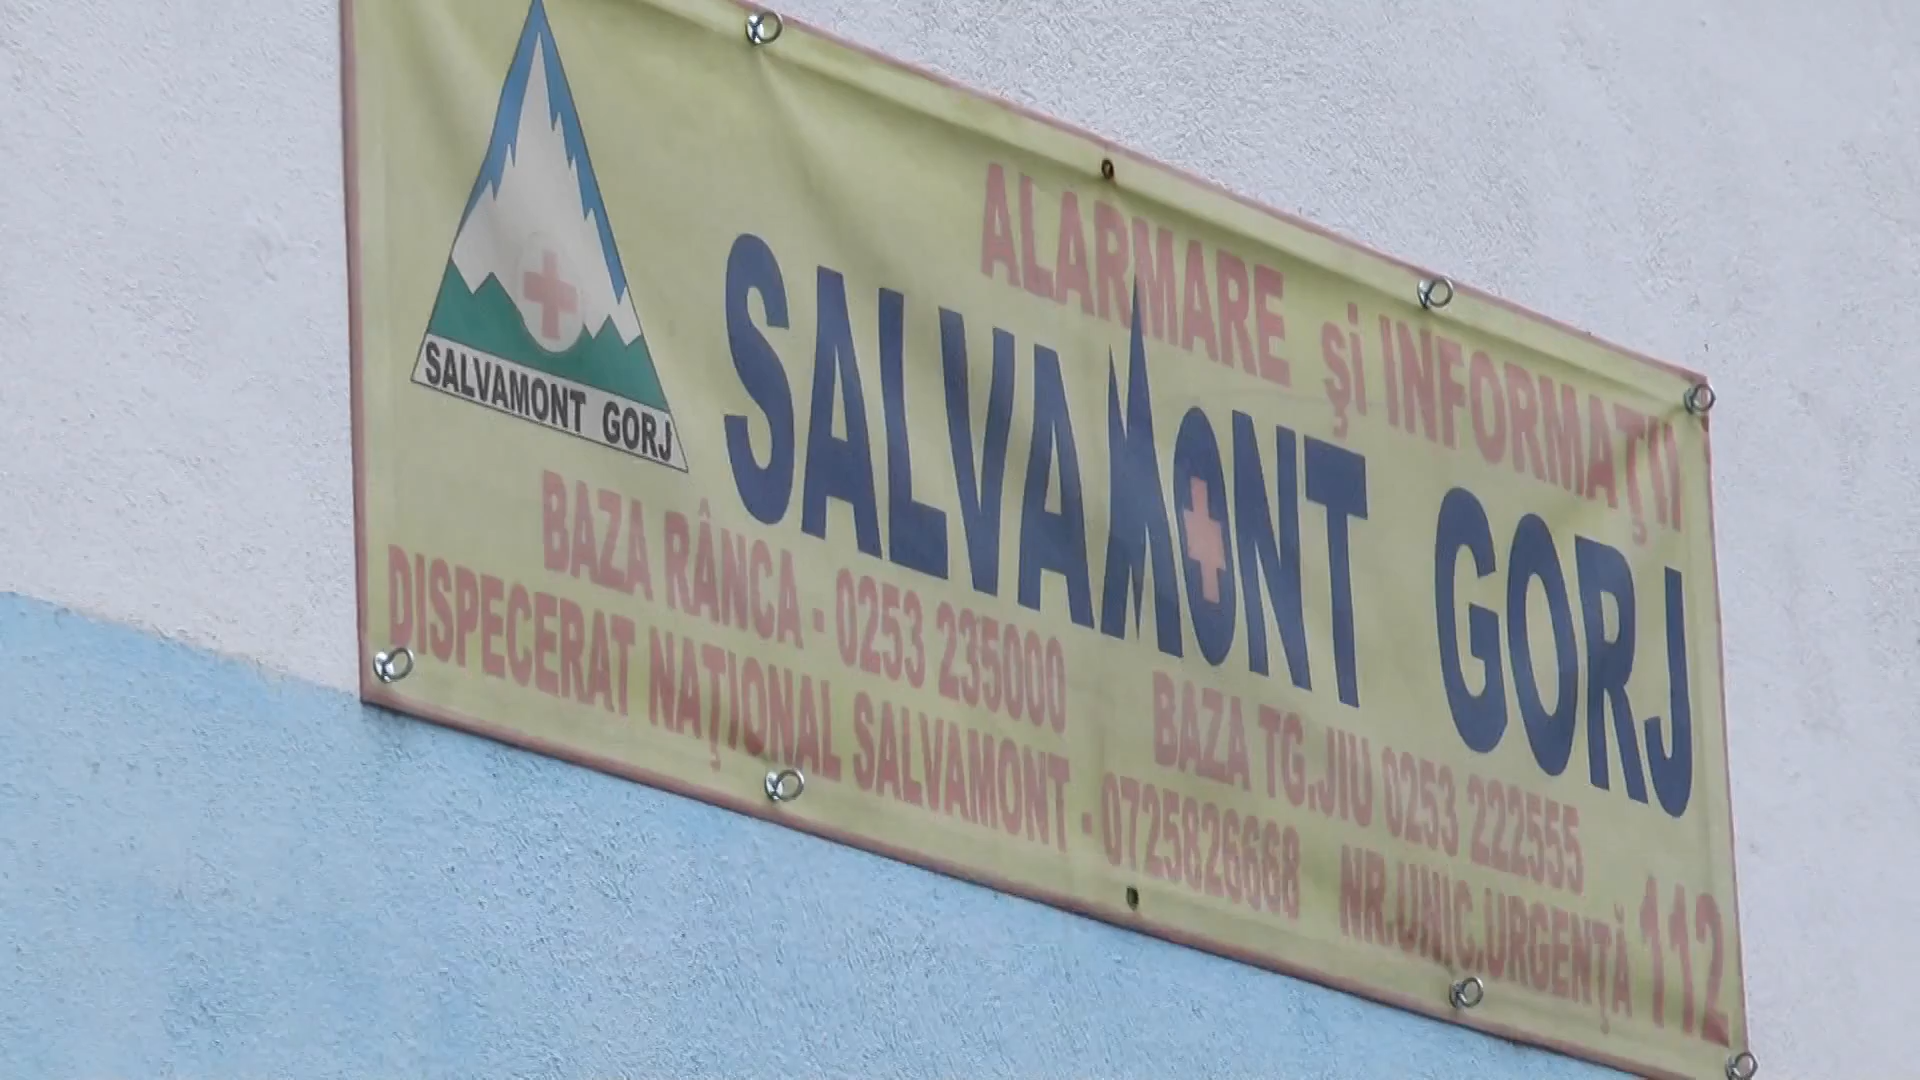 SALVAMONT GORJ
ALARMARE şi INFORMAŢII
SALVAMONT GORJ
BAZA RÂNCA - 0253 235000
BAZA TG.JIU 0253 222555
DISPECERAT NAŢIONAL SALVAMONT - 0725826668
NR.UNIC.URGENŢĂ 112